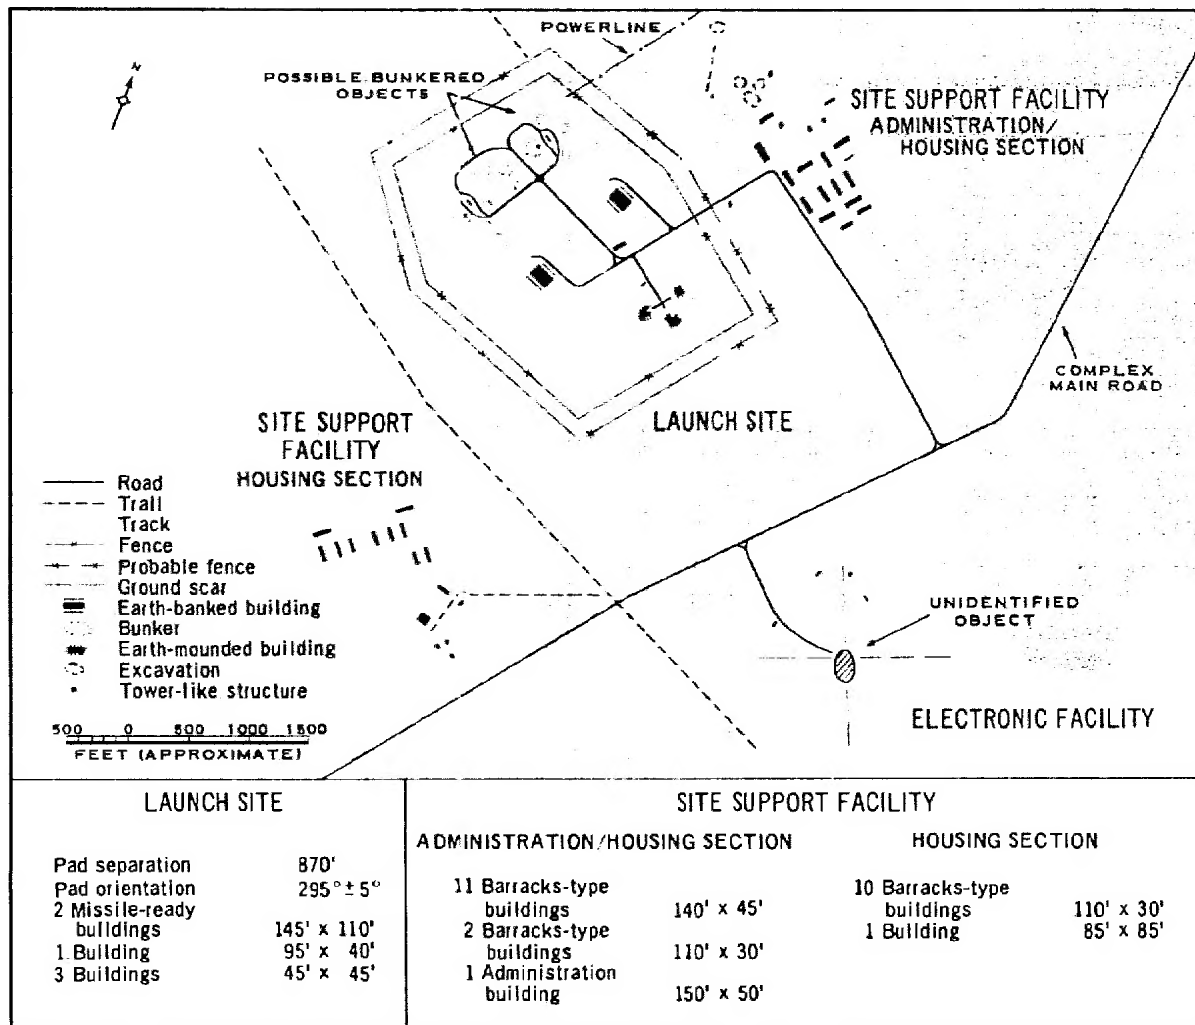 N
POWERLINE
POSSIBLE BUNKERED
OBJECTS
SITE SUPPORT FACILITY
ADMINISTRATION/
HOUSING SECTION
COMPLEX
MAIN ROAD
LAUNCH SITE
SITE SUPPORT
FACILITY
HOUSING SECTION
Road
Trail
Track
Fence
Probable fence
Ground scar
Earth-banked building
Bunker
Earth-mounded building
Excavation
Tower-like structure
500 0 500 1000 1500
FEET (APPROXIMATE)
UNIDENTIFIED
OBJECT
ELECTRONIC FACILITY
LAUNCH SITE
Pad separation 870'
Pad orientation 295° ± 5°
2 Missile-ready
buildings 145' x 110'
1 Building 95' x 40'
3 Buildings 45' x 45'
SITE SUPPORT FACILITY
ADMINISTRATION/HOUSING SECTION
11 Barracks-type
buildings 140' x 45'
2 Barracks-type
buildings 110' x 30'
1 Administration
building 150' x 50'
HOUSING SECTION
10 Barracks-type
buildings 110' x 30'
1 Building 85' x 85'